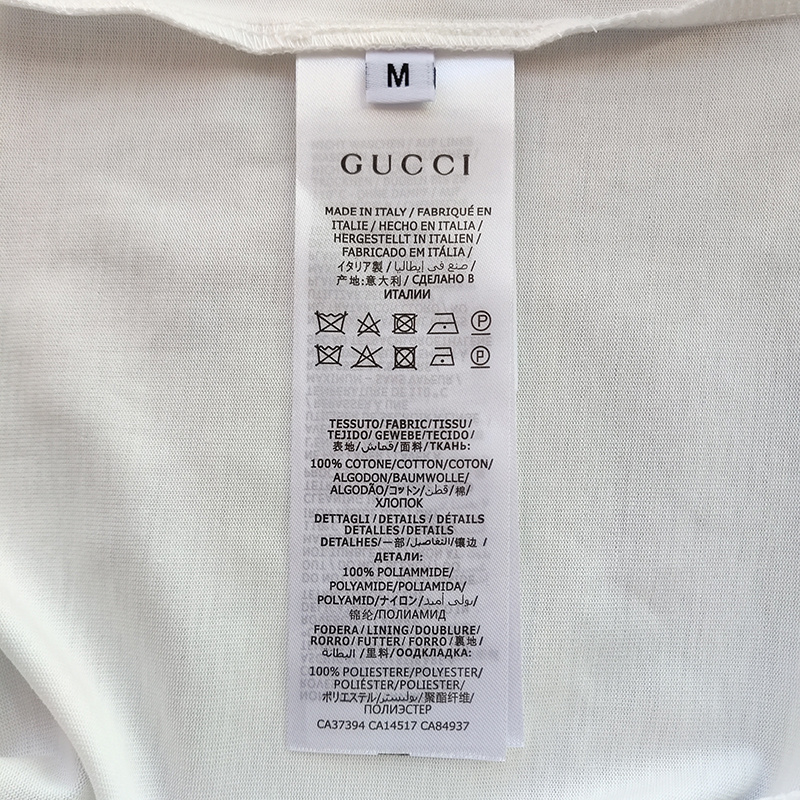 M
GUCCI
MADE IN ITALY / FABRIQUÉ EN
ITALIE / HECHO EN ITALIA /
HERGESTELLT IN ITALIEN /
FABRICADO EM ITÁLIA /
イタリア製 / صنع في إيطاليا /
产地:意大利 / СДЕЛАНО В
ИТАЛИИ
P
P
TESSUTO/FABRIC/TISSU/
TEJIDO/GEWEBE/TECIDO/
表地/قماش/面料/ТКАНЬ:
100% COTONE/COTTON/COTON/
ALGODON/BAUMWOLLE/
ALGODÃO/コットン/قطن/棉/
ХЛОПОК
DETTAGLI/DETAILS/DÉTAILS
DETALLES/DETAILS
DETALHES/一部/التفاصيل/镶边 /
ДЕТАЛИ:
100% POLIAMMIDE/
POLYAMIDE/POLIAMIDA/
POLYAMID/ナイロン/بولي أميد/
锦纶/ПОЛИАМИД
FODERA/LINING/DOUBLURE/
RORRO/FUTTER/FORRO/裏地/
البطانة/里料/ООДКЛАДКА:
100% POLIESTERE/POLYESTER/
POLIÉSTER/POLIESTER/
ポリエステル/بوليستر/聚酯纤维/
ПОЛИЭСТЕР
CA37394 CA14517 CA84937